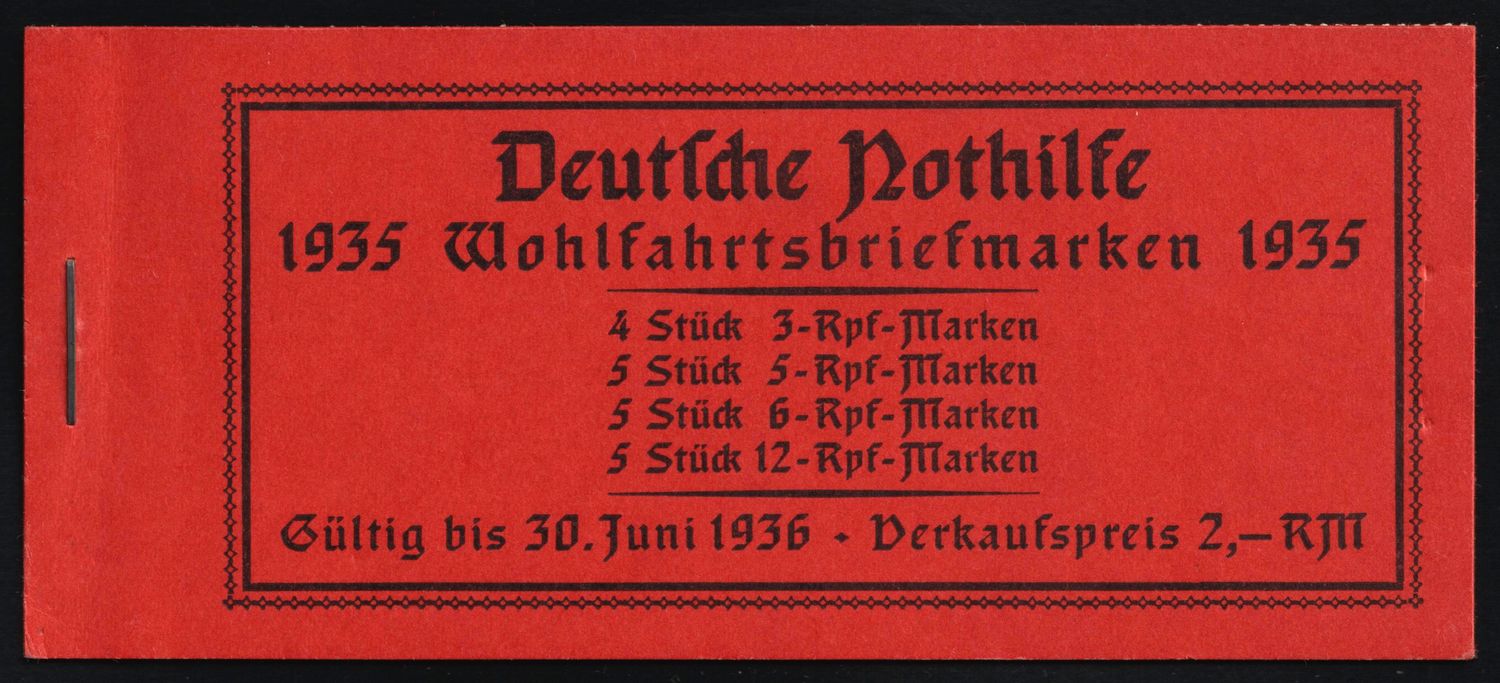 Deutsche Nothilfe
1935 Wohlfahrtsbriefmarken 1935
4 Stück 3-Rpf-Marken
5 Stück 5-Rpf-Marken
5 Stück 6-Rpf-Marken
5 Stück 12-Rpf-Marken
Gültig bis 30. Juni 1936 · Verkaufspreis 2,— RM